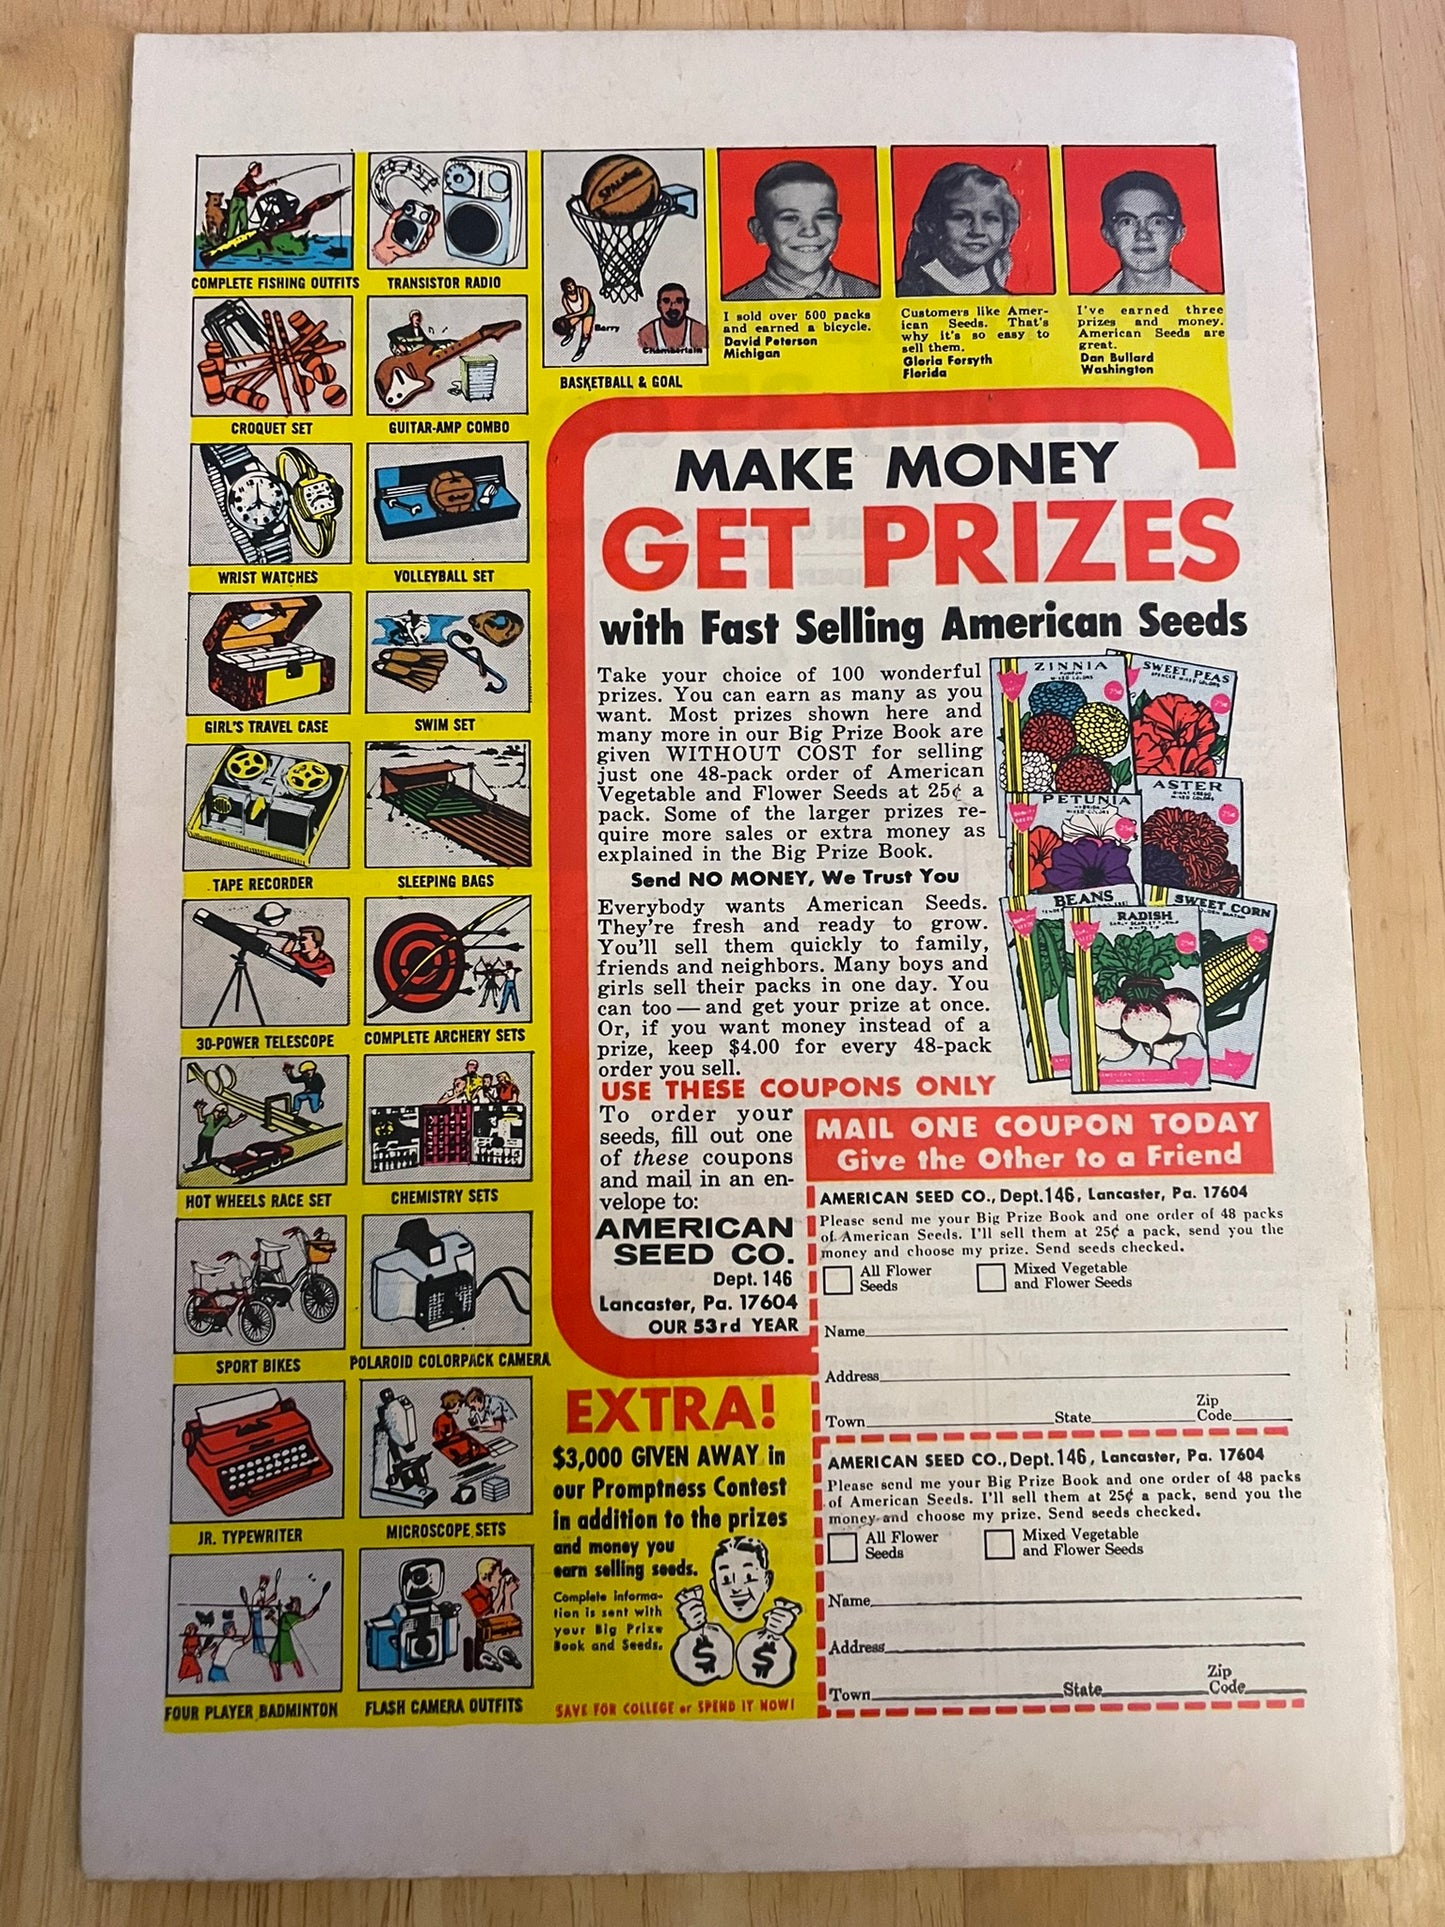 COMPLETE FISHING OUTFITS
TRANSISTOR RADIO
CROQUET SET
GUITAR-AMP COMBO
WRIST WATCHES
VOLLEYBALL SET
GIRL'S TRAVEL CASE
SWIM SET
TAPE RECORDER
SLEEPING BAGS
30-POWER TELESCOPE
COMPLETE ARCHERY SETS
HOT WHEELS RACE SET
CHEMISTRY SETS
SPORT BIKES
POLAROID COLORPACK CAMERA
JR. TYPEWRITER
MICROSCOPE SETS
FOUR PLAYER BADMINTON
FLASH CAMERA OUTFITS
SPALDING
Barry
Chamberlain
BASKETBALL & GOAL
I sold over 500 packs
and earned a bicycle.
David Peterson
Michigan
Customers like Amer-
ican Seeds. That's
why it's so easy to
sell them.
Gloria Forsyth
Florida
I've earned three
prizes and money.
American Seeds are
great.
Dan Bullard
Washington
MAKE MONEY
GET PRIZES
with Fast Selling American Seeds
Take your choice of 100 wonderful
prizes. You can earn as many as you
want. Most prizes shown here and
many more in our Big Prize Book are
given WITHOUT COST for selling
just one 48-pack order of American
Vegetable and Flower Seeds at 25¢ a
pack. Some of the larger prizes re-
quire more sales or extra money as
explained in the Big Prize Book.
Send NO MONEY, We Trust You
Everybody wants American Seeds.
They're fresh and ready to grow.
You'll sell them quickly to family,
friends and neighbors. Many boys and
girls sell their packs in one day. You
can too — and get your prize at once.
Or, if you want money instead of a
prize, keep $4.00 for every 48-pack
order you sell.
ZINNIA
MIXED COLORS
25¢
SWEET PEAS
SPENCER MIXED COLORS
25¢
PETUNIA
MIXED COLORS
25¢
ASTER
MIXED COLORS
25¢
BEANS
RADISH
25¢
SWEET CORN
25¢
USE THESE COUPONS ONLY
To order your
seeds, fill out one
of these coupons
and mail in an en-
velope to:
AMERICAN
SEED CO.
Dept. 146
Lancaster, Pa. 17604
OUR 53rd YEAR
MAIL ONE COUPON TODAY
Give the Other to a Friend
AMERICAN SEED CO., Dept. 146, Lancaster, Pa. 17604
Please send me your Big Prize Book and one order of 48 packs
of American Seeds. I'll sell them at 25¢ a pack, send you the
money and choose my prize. Send seeds checked.
All Flower
Seeds
Mixed Vegetable
and Flower Seeds
Name
Address
Town State Zip
Code
AMERICAN SEED CO., Dept. 146, Lancaster, Pa. 17604
Please send me your Big Prize Book and one order of 48 packs
of American Seeds. I'll sell them at 25¢ a pack, send you the
money and choose my prize. Send seeds checked.
All Flower
Seeds
Mixed Vegetable
and Flower Seeds
Name
Address
Town State Zip
Code
EXTRA!
$3,000 GIVEN AWAY in
our Promptness Contest
in addition to the prizes
and money you
earn selling seeds.
Complete informa-
tion is sent with
your Big Prize
Book and Seeds.
$ $
SAVE FOR COLLEGE or SPEND IT NOW!